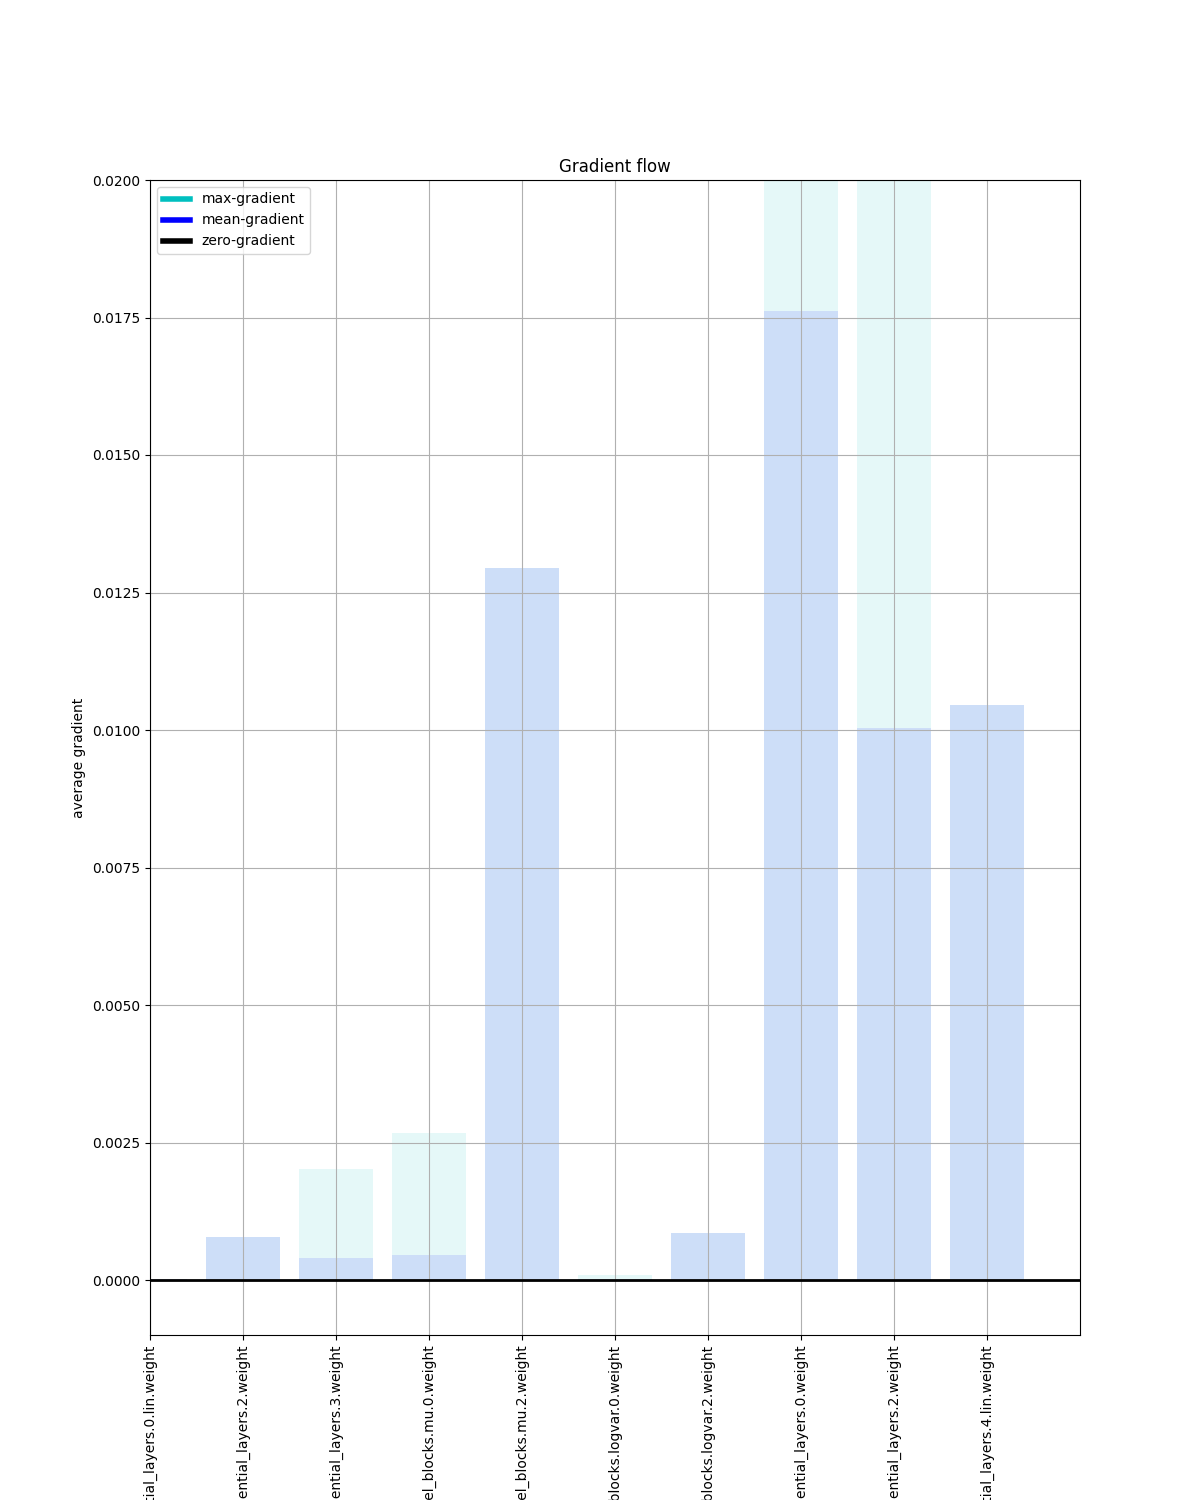 Gradient flow
max-gradient
mean-gradient
zero-gradient
0.0200
0.0175
0.0150
0.0125
0.0100
0.0075
0.0050
0.0025
0.0000
average gradient
tial_layers.0.lin.weight
ential_layers.2.weight
ential_layers.3.weight
el_blocks.mu.0.weight
el_blocks.mu.2.weight
blocks.logvar.0.weight
blocks.logvar.2.weight
ential_layers.0.weight
ential_layers.2.weight
tial_layers.4.lin.weight